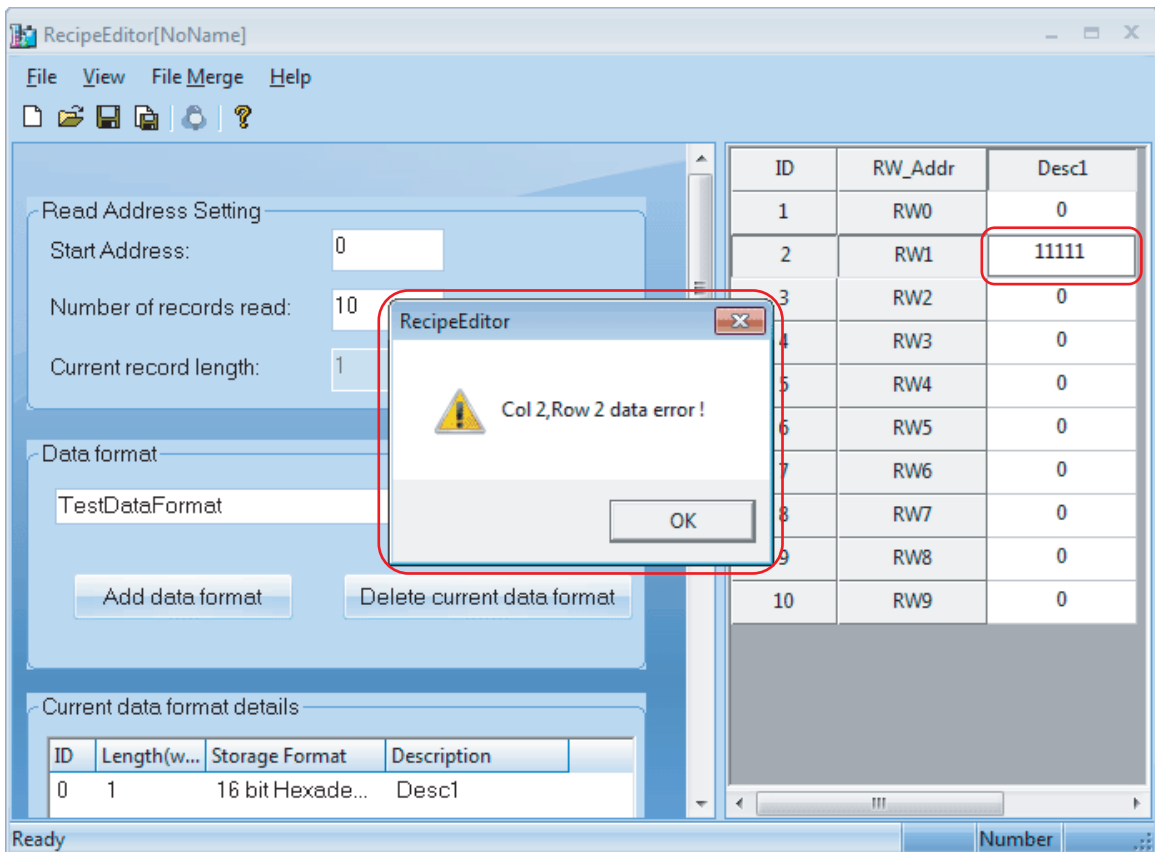 RecipeEditor[NoName]
File View File Merge Help
Read Address Setting
Start Address: 0
Number of records read: 10
Current record length: 1
Data format
TestDataFormat
Add data format Delete current data format
Current data format details
ID Length(w... Storage Format Description
0 1 16 bit Hexade... Desc1
RecipeEditor
Col 2,Row 2 data error !
OK
ID RW_Addr Desc1
1 RW0 0
2 RW1 11111
3 RW2 0
4 RW3 0
5 RW4 0
6 RW5 0
7 RW6 0
8 RW7 0
9 RW8 0
10 RW9 0
Ready Number